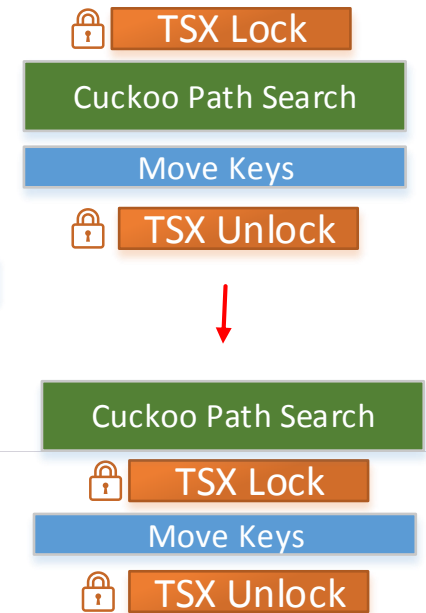 TSX Lock
Cuckoo Path Search
Move Keys
TSX Unlock
Cuckoo Path Search
TSX Lock
Move Keys
TSX Unlock